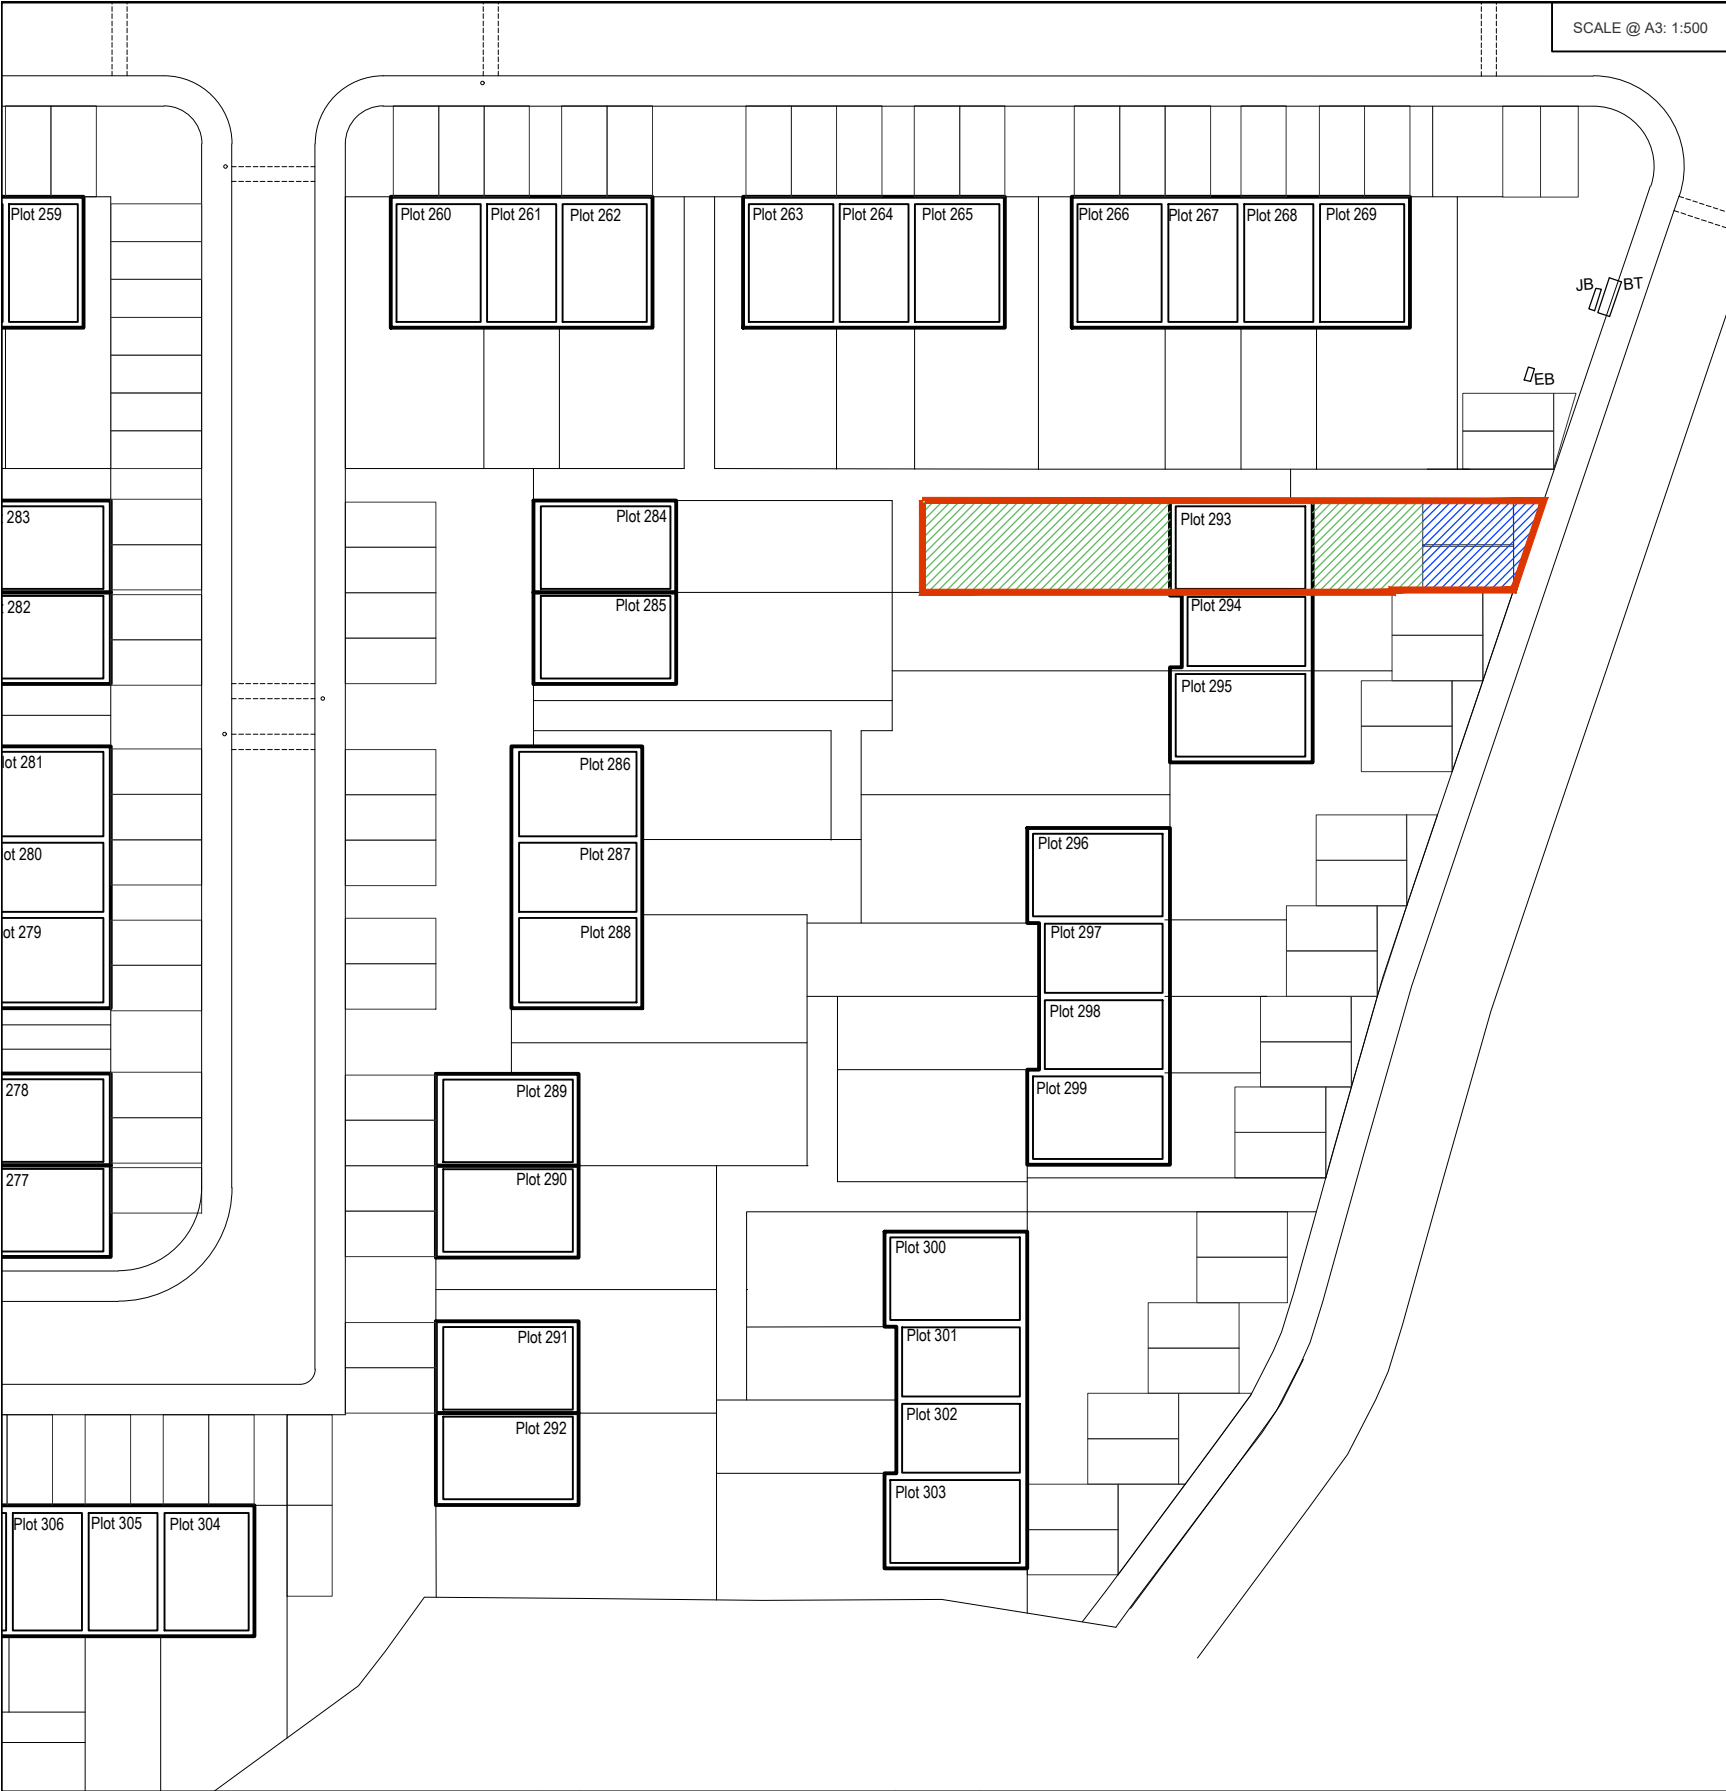 SCALE @ A3: 1:500
Plot 259
Plot 260
Plot 261
Plot 262
Plot 263
Plot 264
Plot 265
Plot 266
Plot 267
Plot 268
Plot 269
JB
BT
EB
283
Plot 284
Plot 293
282
Plot 285
Plot 294
Plot 295
lot 281
Plot 286
ot 280
Plot 287
Plot 296
ot 279
Plot 288
Plot 297
Plot 298
278
Plot 289
Plot 299
277
Plot 290
Plot 300
Plot 291
Plot 301
Plot 292
Plot 302
Plot 303
Plot 306
Plot 305
Plot 304